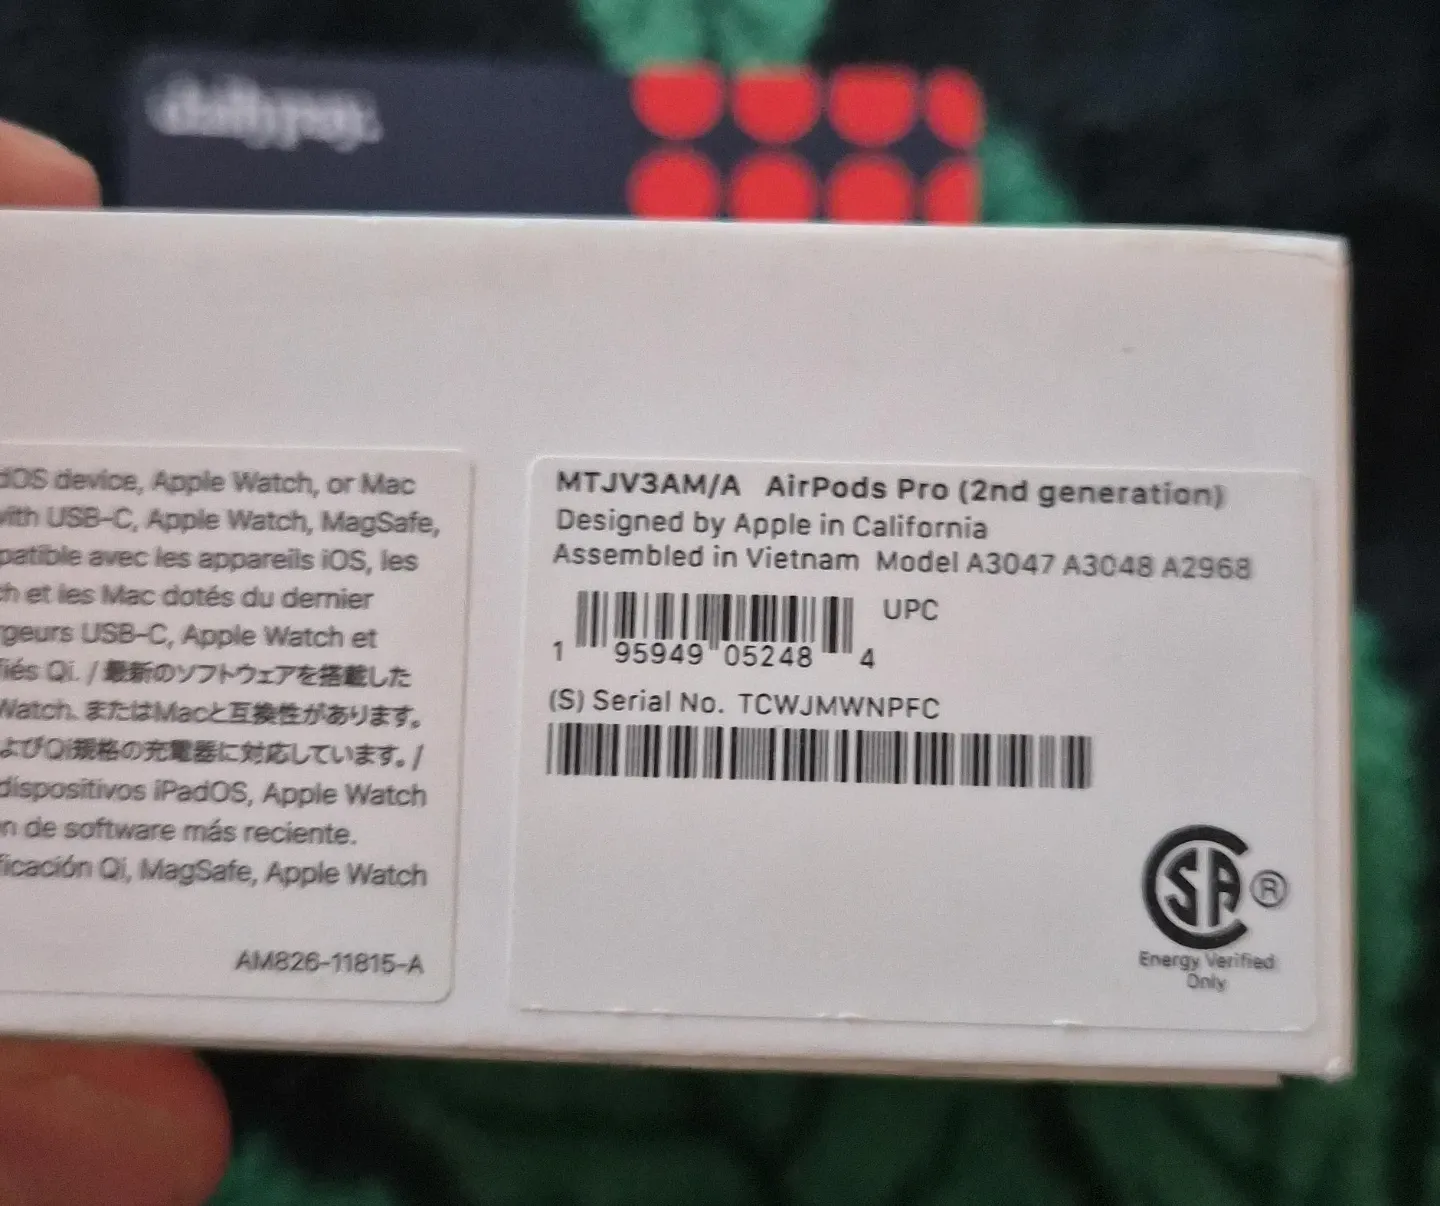 dailypay.
dOS device, Apple Watch, or Mac
with USB-C, Apple Watch, MagSafe,
patible avec les appareils iOS, les
ch et les Mac dotés du dernier
rgeurs USB-C, Apple Watch et
fiés Qi. / 最新のソフトウェアを搭載した
Watch、またはMacと互換性があります。
よびQi規格の充電器に対応しています。/
dispositivos iPadOS, Apple Watch
n de software más reciente.
ficación Qi, MagSafe, Apple Watch
AM826-11815-A
MTJV3AM/A AirPods Pro (2nd generation)
Designed by Apple in California
Assembled in Vietnam Model A3047 A3048 A2968
UPC
1 95949 05248 4
(S) Serial No. TCWJMWNPFC
SA ®
Energy Verified
Only